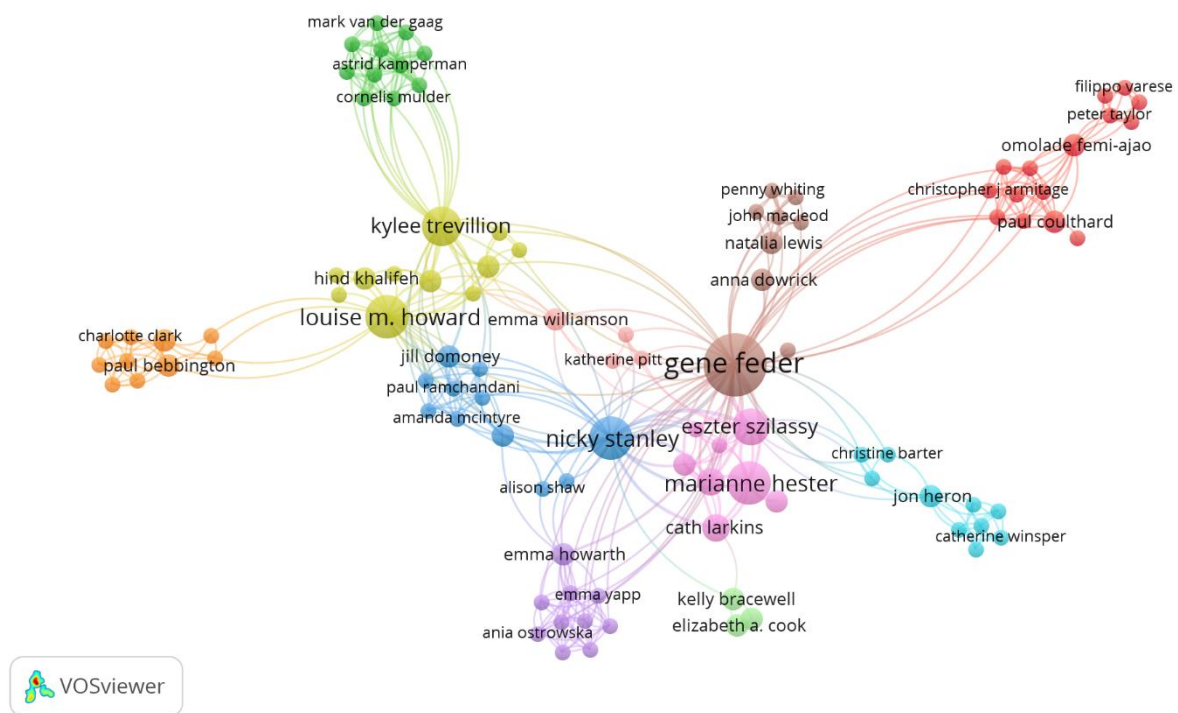 mark van der gaag
astrid kamperman
cornelis mulder
filippo varese
peter taylor
omolade femi-ajao
christopher j armitage
paul coulthard
penny whiting
john macleod
natalia lewis
anna dowrick
kylee trevillion
hind khalifeh
louise m. howard
emma williamson
charlotte clark
paul bebbington
katherine pitt
gene feder
jill domoney
paul ramchandani
amanda mcintyre
nicky stanley
eszter szilassy
christine barter
marianne hester
alison shaw
jon heron
cath larkins
catherine winsper
emma howarth
emma yapp
kelly bracewell
ania ostrowska
elizabeth a. cook
VOSviewer